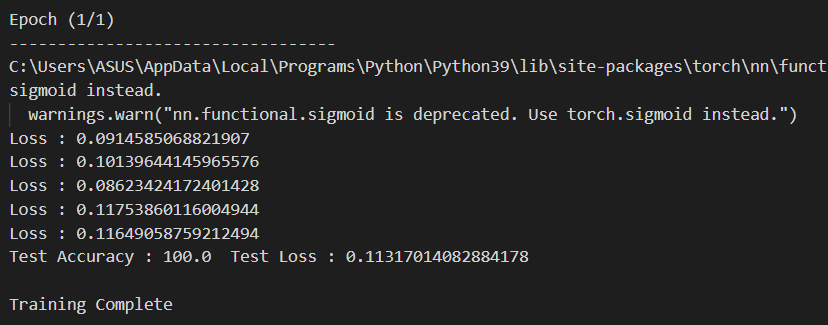 Epoch (1/1)
----------------------------------
C:\Users\ASUS\AppData\Local\Programs\Python\Python39\lib\site-packages\torch\nn\funct
sigmoid instead.
warnings.warn("nn.functional.sigmoid is deprecated. Use torch.sigmoid instead.")
Loss : 0.0914585068821907
Loss : 0.10139644145965576
Loss : 0.08623424172401428
Loss : 0.11753860116004944
Loss : 0.11649058759212494
Test Accuracy : 100.0  Test Loss : 0.11317014082884178
Training Complete